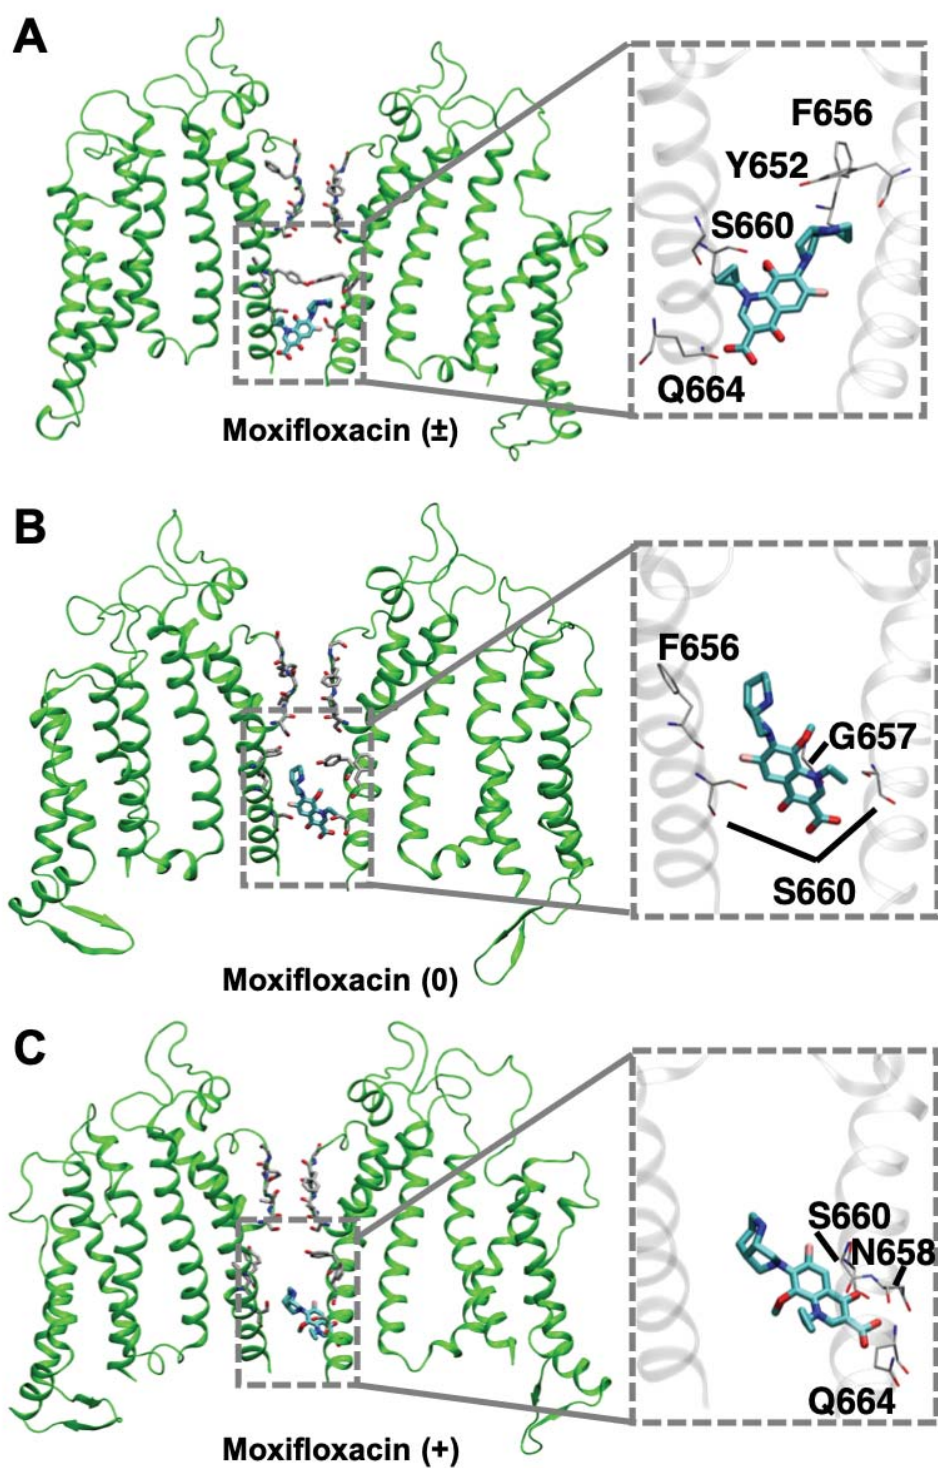 A
F656
Y652
S660
Q664
Moxifloxacin (±)
B
F656
G657
S660
Moxifloxacin (0)
C
S660
N658
Q664
Moxifloxacin (+)